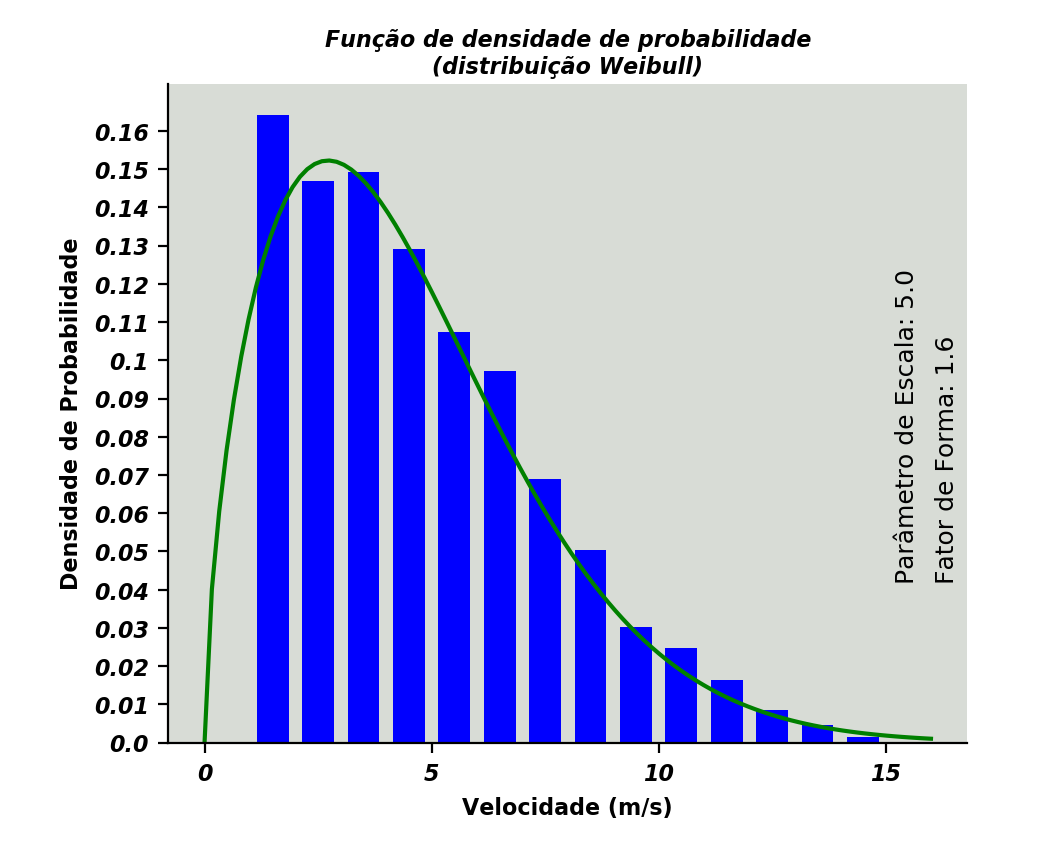 Função de densidade de probabilidade
(distribuição Weibull)
Densidade de Probabilidade
0.16
0.15
0.14
0.13
0.12
0.11
0.1
0.09
0.08
0.07
0.06
0.05
0.04
0.03
0.02
0.01
0.0
Parâmetro de Escala: 5.0
Fator de Forma: 1.6
0 5 10 15
Velocidade (m/s)